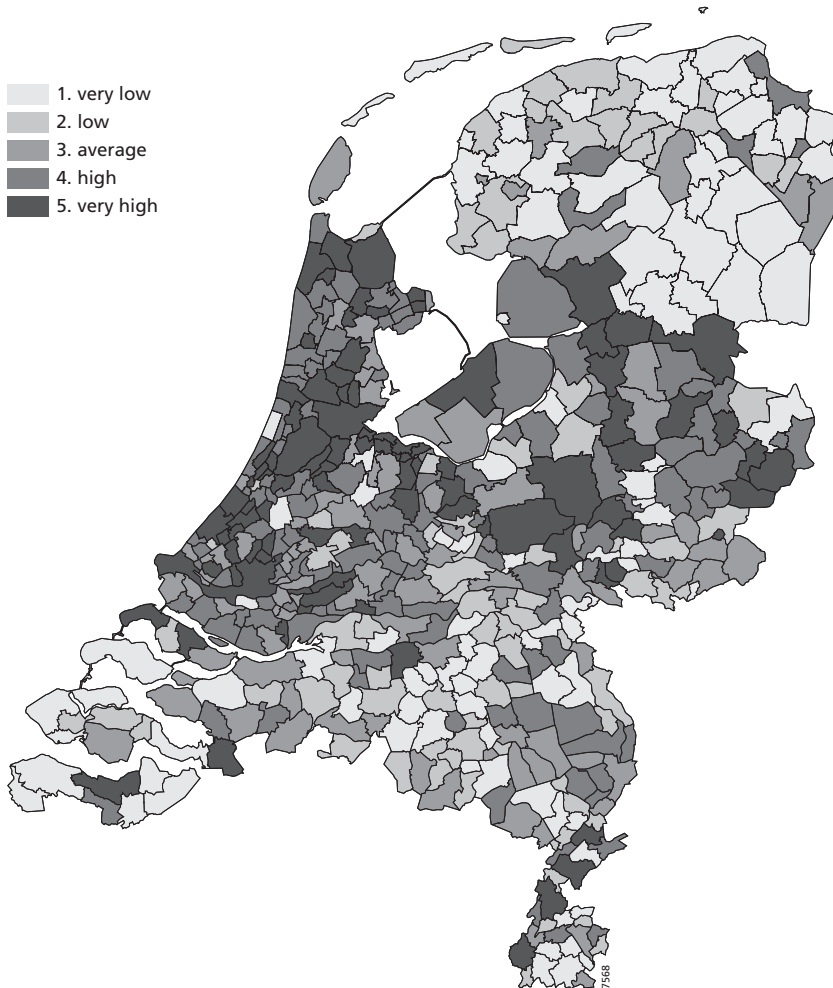 1. very low
2. low
3. average
4. high
5. very high
7568